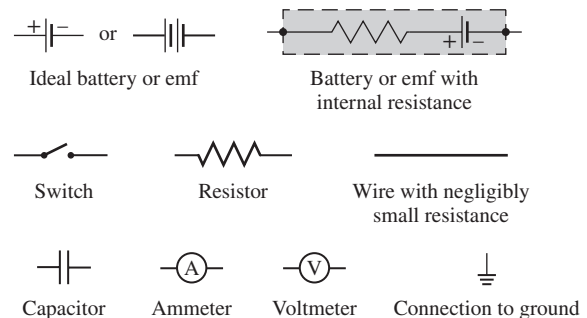 + − or
Ideal battery or emf
+ −
Battery or emf with
internal resistance
Switch
Resistor
Wire with negligibly
small resistance
A
V
Capacitor
Ammeter
Voltmeter
Connection to ground